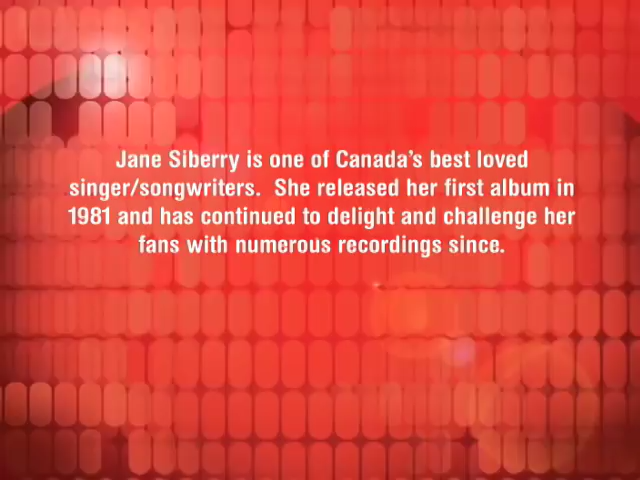 Jane Siberry is one of Canada's best loved
singer/songwriters.  She released her first album in
1981 and has continued to delight and challenge her
fans with numerous recordings since.